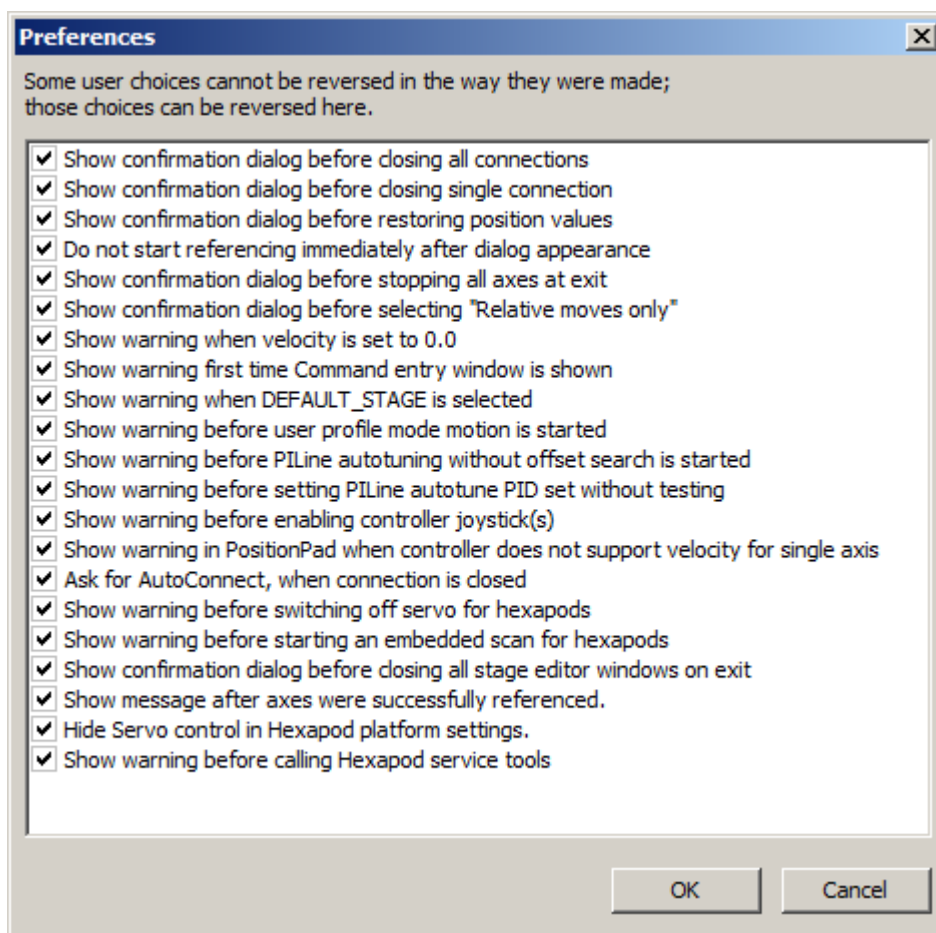 Preferences
Some user choices cannot be reversed in the way they were made;
those choices can be reversed here.
Show confirmation dialog before closing all connections
Show confirmation dialog before closing single connection
Show confirmation dialog before restoring position values
Do not start referencing immediately after dialog appearance
Show confirmation dialog before stopping all axes at exit
Show confirmation dialog before selecting "Relative moves only"
Show warning when velocity is set to 0.0
Show warning first time Command entry window is shown
Show warning when DEFAULT_STAGE is selected
Show warning before user profile mode motion is started
Show warning before PILine autotuning without offset search is started
Show warning before setting PILine autotune PID set without testing
Show warning before enabling controller joystick(s)
Show warning in PositionPad when controller does not support velocity for single axis
Ask for AutoConnect, when connection is closed
Show warning before switching off servo for hexapods
Show warning before starting an embedded scan for hexapods
Show confirmation dialog before closing all stage editor windows on exit
Show message after axes were successfully referenced.
Hide Servo control in Hexapod platform settings.
Show warning before calling Hexapod service tools
OK Cancel